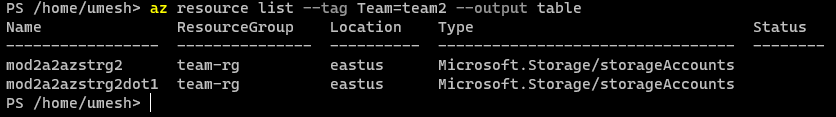 PS /home/umesh> az resource list --tag Team=team2 --output table
Name               ResourceGroup    Location    Type                               Status
-----------------  ---------------  ----------  ---------------------------------  --------
mod2a2azstrg2      team-rg          eastus      Microsoft.Storage/storageAccounts
mod2a2azstrg2dot1  team-rg          eastus      Microsoft.Storage/storageAccounts
PS /home/umesh>